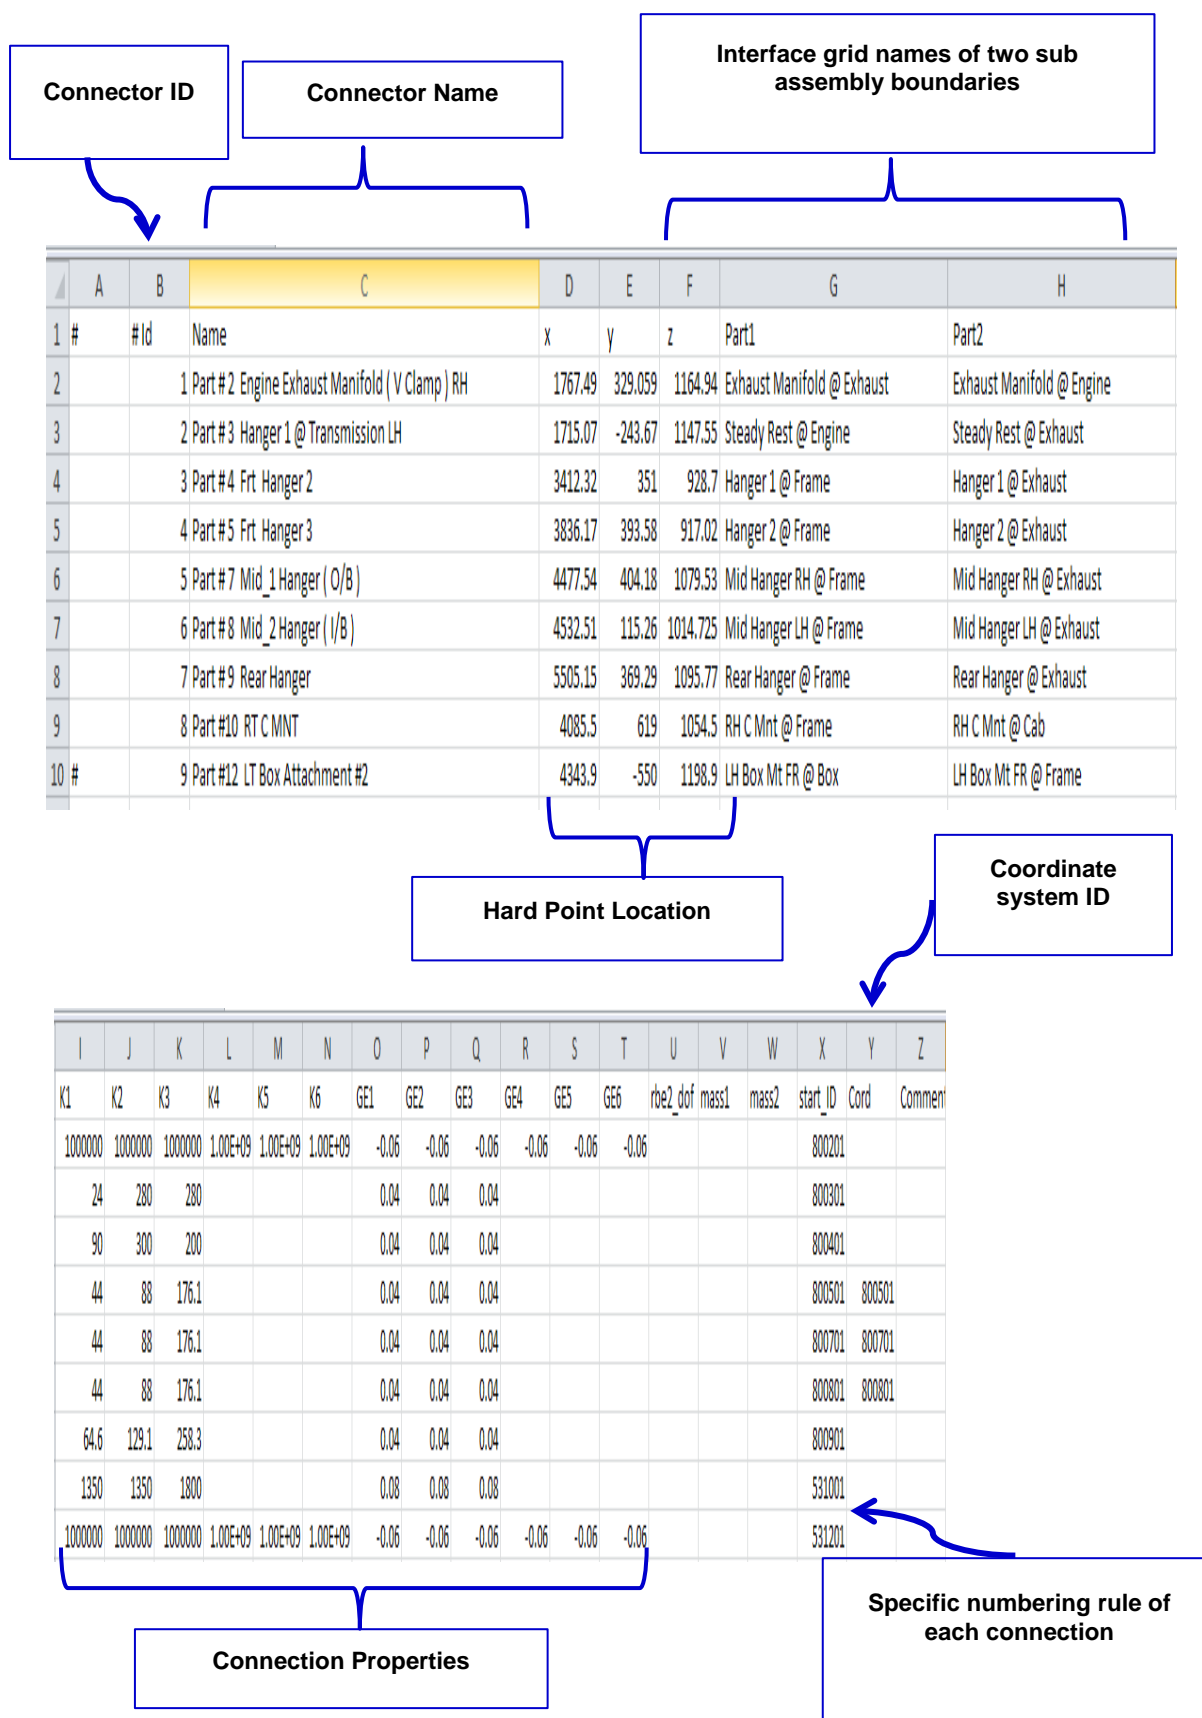 Interface grid names of two sub
assembly boundaries
Connector ID
Connector Name
A B C D E F G H
1 # # Id Name x y z Part1 Part2
2 1 Part # 2 Engine Exhaust Manifold ( V Clamp ) RH 1767.49 329.059 1164.94 Exhaust Manifold @ Exhaust Exhaust Manifold @ Engine
3 2 Part # 3 Hanger 1 @ Transmission LH 1715.07 -243.67 1147.55 Steady Rest @ Engine Steady Rest @ Exhaust
4 3 Part # 4 Frt Hanger 2 3412.32 351 928.7 Hanger 1 @ Frame Hanger 1 @ Exhaust
5 4 Part # 5 Frt Hanger 3 3836.17 393.58 917.02 Hanger 2 @ Frame Hanger 2 @ Exhaust
6 5 Part # 7 Mid_1 Hanger ( O/B ) 4477.54 404.18 1079.53 Mid Hanger RH @ Frame Mid Hanger RH @ Exhaust
7 6 Part # 8 Mid_2 Hanger ( I/B ) 4532.51 115.26 1014.725 Mid Hanger LH @ Frame Mid Hanger LH @ Exhaust
8 7 Part # 9 Rear Hanger 5505.15 369.29 1095.77 Rear Hanger @ Frame Rear Hanger @ Exhaust
9 8 Part #10 RT C MNT 4085.5 619 1054.5 RH C Mnt @ Frame RH C Mnt @ Cab
10 # 9 Part #12 LT Box Attachment #2 4343.9 -550 1198.9 LH Box Mt FR @ Box LH Box Mt FR @ Frame
Hard Point Location
Coordinate
system ID
I J K L M N O P Q R S T U V W X Y Z
K1 K2 K3 K4 K5 K6 GE1 GE2 GE3 GE4 GE5 GE6 rbe2_dof mass1 mass2 start_ID Cord Comment
1000000 1000000 1000000 1.00E+09 1.00E+09 1.00E+09 -0.06 -0.06 -0.06 -0.06 -0.06 -0.06 800201
24 280 280 0.04 0.04 0.04 800301
90 300 200 0.04 0.04 0.04 800401
44 88 176.1 0.04 0.04 0.04 800501 800501
44 88 176.1 0.04 0.04 0.04 800701 800701
44 88 176.1 0.04 0.04 0.04 800801 800801
64.6 129.1 258.3 0.04 0.04 0.04 800901
1350 1350 1800 0.08 0.08 0.08 531001
1000000 1000000 1000000 1.00E+09 1.00E+09 1.00E+09 -0.06 -0.06 -0.06 -0.06 -0.06 -0.06 531201
Specific numbering rule of
each connection
Connection Properties